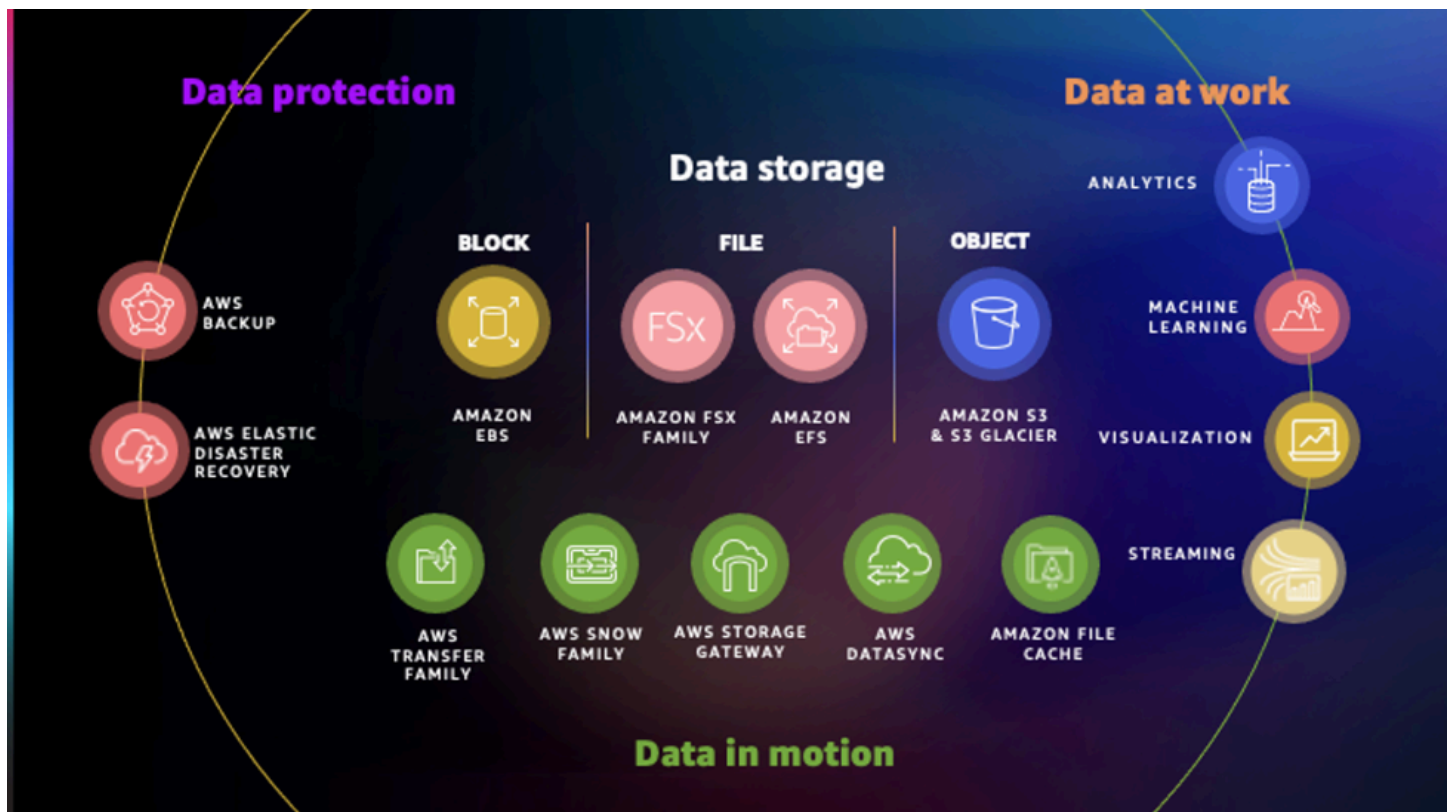 Data protection
Data at work
Data storage
ANALYTICS
BLOCK
FILE
OBJECT
AWS
BACKUP
FSx
MACHINE
LEARNING
AMAZON
EBS
AMAZON FSX
FAMILY
AMAZON
EFS
AMAZON S3
& S3 GLACIER
AWS ELASTIC
DISASTER
RECOVERY
VISUALIZATION
STREAMING
AWS
TRANSFER
FAMILY
AWS SNOW
FAMILY
AWS STORAGE
GATEWAY
AWS
DATASYNC
AMAZON FILE
CACHE
Data in motion